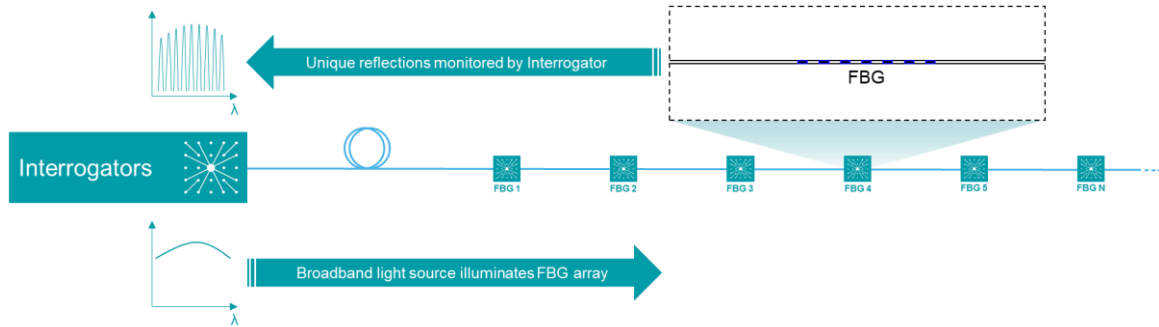 λ
Unique reflections monitored by Interrogator
FBG
Interrogators
FBG 1
FBG 2
FBG 3
FBG 4
FBG 5
FBG N
λ
Broadband light source illuminates FBG array